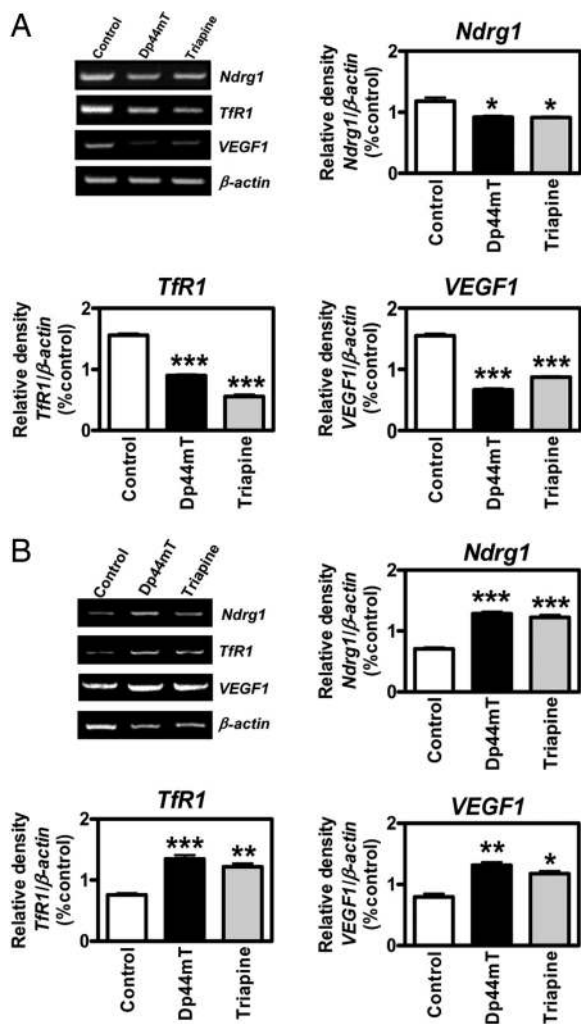 A
Control
Dp44mT
Triapine
Ndrg1
TfR1
VEGF1
β-actin
Ndrg1
Relative density
Ndrg1/β-actin
(%control)
2
1
0
*
*
Control
Dp44mT
Triapine
TfR1
Relative density
TfR1/β-actin
(%control)
2
1
0
***
***
Control
Dp44mT
Triapine
VEGF1
Relative density
VEGF1/β-actin
(%control)
2
1
0
***
***
Control
Dp44mT
Triapine
B
Control
Dp44mT
Triapine
Ndrg1
TfR1
VEGF1
β-actin
Ndrg1
Relative density
Ndrg1/β-actin
(%control)
2
1
0
***
***
Control
Dp44mT
Triapine
TfR1
Relative density
TfR1/β-actin
(%control)
2
1
0
***
**
Control
Dp44mT
Triapine
VEGF1
Relative density
VEGF1/β-actin
(%control)
2
1
0
**
*
Control
Dp44mT
Triapine